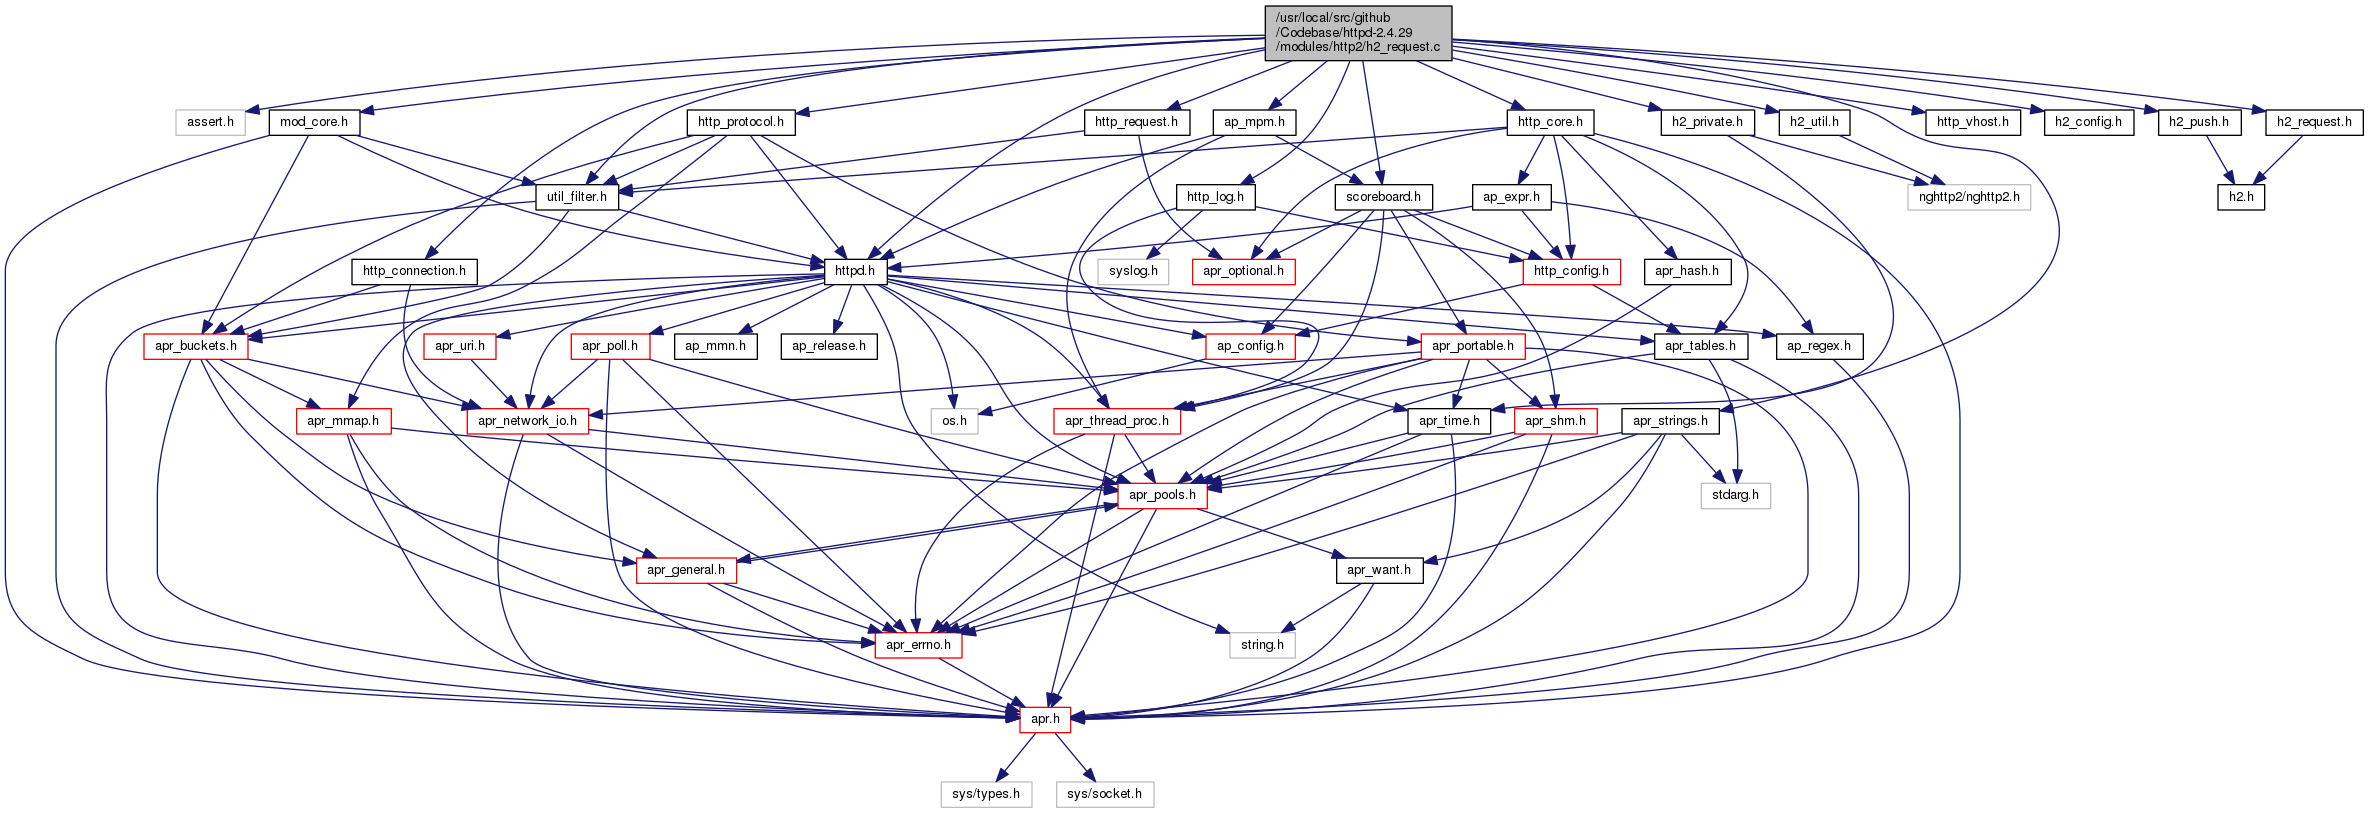 /usr/local/src/github
/Codebase/httpd-2.4.29
/modules/http2/h2_request.c
assert.h
mod_core.h
http_protocol.h
http_request.h
ap_mpm.h
http_core.h
h2_private.h
h2_util.h
http_vhost.h
h2_config.h
h2_push.h
h2_request.h
util_filter.h
http_log.h
scoreboard.h
ap_expr.h
nghttp2/nghttp2.h
h2.h
http_connection.h
httpd.h
syslog.h
apr_optional.h
http_config.h
apr_hash.h
apr_buckets.h
apr_uri.h
apr_poll.h
ap_mmn.h
ap_release.h
ap_config.h
apr_portable.h
apr_tables.h
ap_regex.h
apr_mmap.h
apr_network_io.h
os.h
apr_thread_proc.h
apr_time.h
apr_shm.h
apr_strings.h
apr_pools.h
stdarg.h
apr_general.h
apr_want.h
apr_errno.h
string.h
apr.h
sys/types.h
sys/socket.h